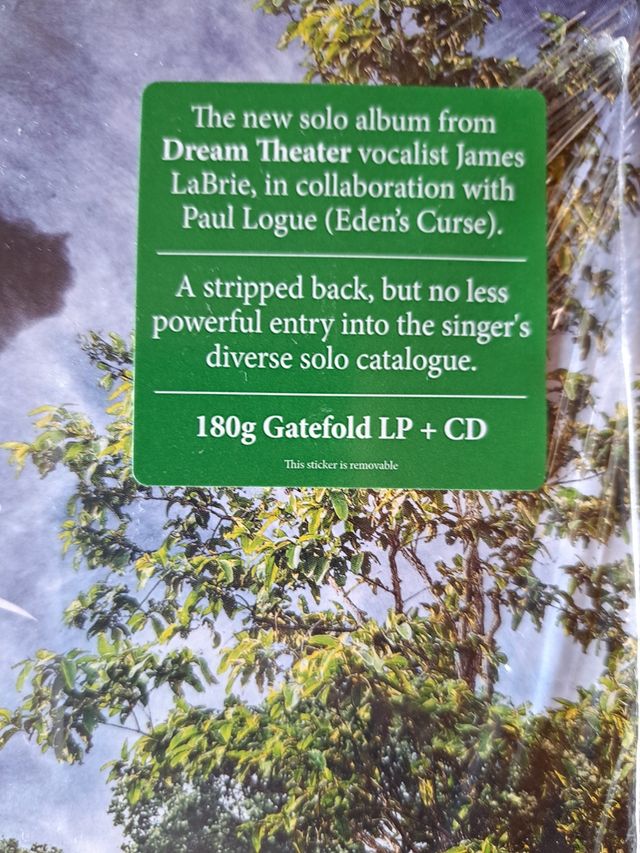 The new solo album from
Dream Theater vocalist James
LaBrie, in collaboration with
Paul Logue (Eden's Curse).
A stripped back, but no less
powerful entry into the singer's
diverse solo catalogue.
180g Gatefold LP + CD
This sticker is removable